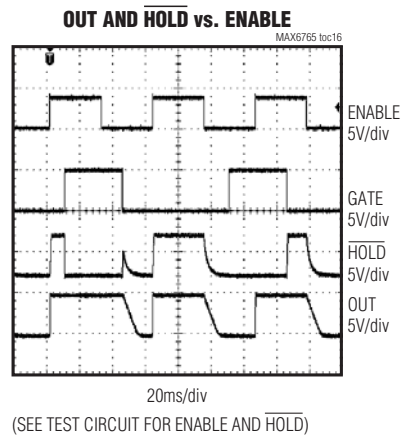 OUT AND HOLD vs. ENABLE
MAX6765 toc16
ENABLE
5V/div
GATE
5V/div
HOLD
5V/div
OUT
5V/div
20ms/div
(SEE TEST CIRCUIT FOR ENABLE AND HOLD)